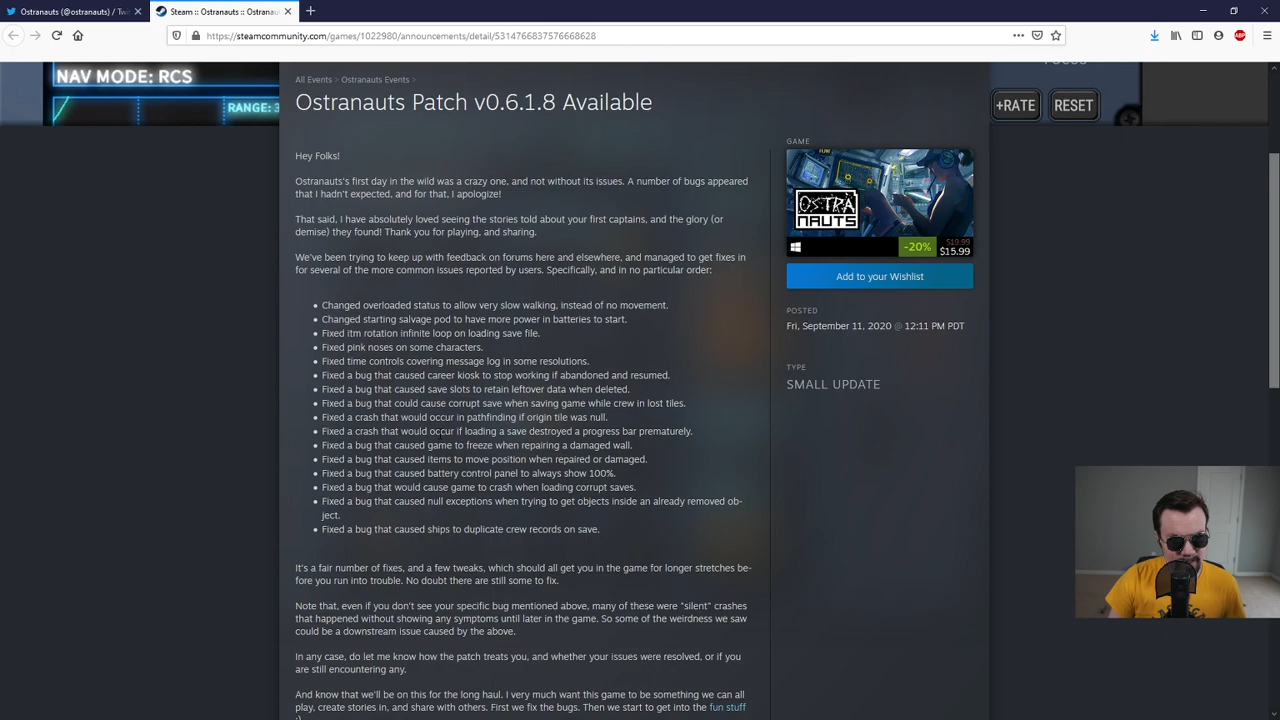 Ostranauts (@ostranauts) / Tw
Steam :: Ostranauts :: Ostranau
https://steamcommunity.com/games/1022980/announcements/detail/5314766837576668628
ABP
NAV MODE: RCS
RANGE: 3
+RATE
RESET
All Events > Ostranauts Events >
Ostranauts Patch v0.6.1.8 Available
Hey Folks!
Ostranauts's first day in the wild was a crazy one, and not without its issues. A number of bugs appeared
that I hadn't expected, and for that, I apologize!
That said, I have absolutely loved seeing the stories told about your first captains, and the glory (or
demise) they found! Thank you for playing, and sharing.
We've been trying to keep up with feedback on forums here and elsewhere, and managed to get fixes in
for several of the more common issues reported by users. Specifically, and in no particular order:
• Changed overloaded status to allow very slow walking, instead of no movement.
• Changed starting salvage pod to have more power in batteries to start.
• Fixed itm rotation infinite loop on loading save file.
• Fixed pink noses on some characters.
• Fixed time controls covering message log in some resolutions.
• Fixed a bug that caused career kiosk to stop working if abandoned and resumed.
• Fixed a bug that caused save slots to retain leftover data when deleted.
• Fixed a bug that could cause corrupt save when saving game while crew in lost tiles.
• Fixed a crash that would occur in pathfinding if origin tile was null.
• Fixed a crash that would occur if loading a save destroyed a progress bar prematurely.
• Fixed a bug that caused game to freeze when repairing a damaged wall.
• Fixed a bug that caused items to move position when repaired or damaged.
• Fixed a bug that caused battery control panel to always show 100%.
• Fixed a bug that would cause game to crash when loading corrupt saves.
• Fixed a bug that caused null exceptions when trying to get objects inside an already removed ob-
ject.
• Fixed a bug that caused ships to duplicate crew records on save.
It's a fair number of fixes, and a few tweaks, which should all get you in the game for longer stretches be-
fore you run into trouble. No doubt there are still some to fix.
Note that, even if you don't see your specific bug mentioned above, many of these were "silent" crashes
that happened without showing any symptoms until later in the game. So some of the weirdness we saw
could be a downstream issue caused by the above.
In any case, do let me know how the patch treats you, and whether your issues were resolved, or if you
are still encountering any.
And know that we'll be on this for the long haul. I very much want this game to be something we can all
play, create stories in, and share with others. First we fix the bugs. Then we start to get into the fun stuff
:)
GAME
OSTRA
NAUTS
-20%
$19.99
$15.99
Add to your Wishlist
POSTED
Fri, September 11, 2020 @ 12:11 PM PDT
TYPE
SMALL UPDATE